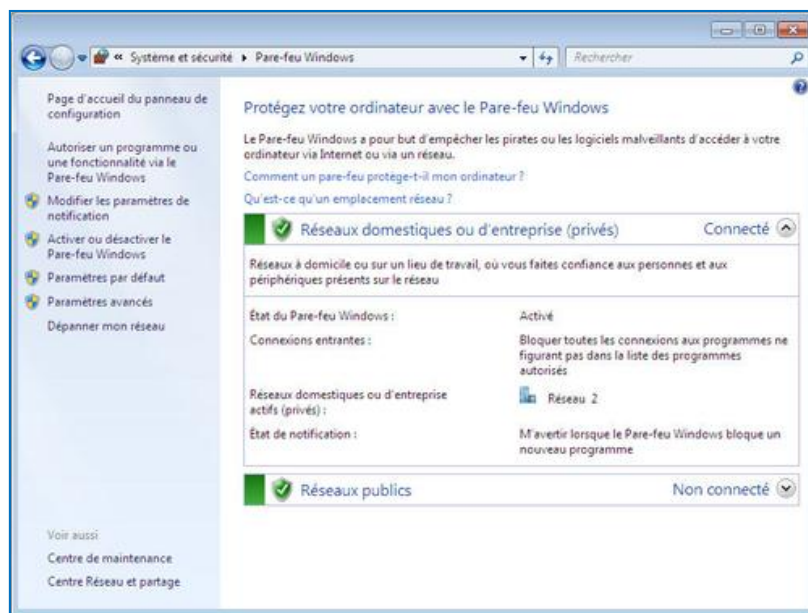 « Système et sécurité ▸ Pare-feu Windows
Rechercher
Page d'accueil du panneau de
configuration
Autoriser un programme ou
une fonctionnalité via le
Pare-feu Windows
Modifier les paramètres de
notification
Activer ou désactiver le
Pare-feu Windows
Paramètres par défaut
Paramètres avancés
Dépanner mon réseau
Voir aussi
Centre de maintenance
Centre Réseau et partage
Protégez votre ordinateur avec le Pare-feu Windows
Le Pare-feu Windows a pour but d'empêcher les pirates ou les logiciels malveillants d'accéder à votre
ordinateur via Internet ou via un réseau.
Comment un pare-feu protège-t-il mon ordinateur ?
Qu'est-ce qu'un emplacement réseau ?
Réseaux domestiques ou d'entreprise (privés) Connecté
Réseaux à domicile ou sur un lieu de travail, où vous faites confiance aux personnes et aux
périphériques présents sur le réseau
État du Pare-feu Windows : Activé
Connexions entrantes : Bloquer toutes les connexions aux programmes ne
figurant pas dans la liste des programmes
autorisés
Réseaux domestiques ou d'entreprise
actifs (privés) :
Réseau 2
État de notification : M'avertir lorsque le Pare-feu Windows bloque un
nouveau programme
Réseaux publics Non connecté